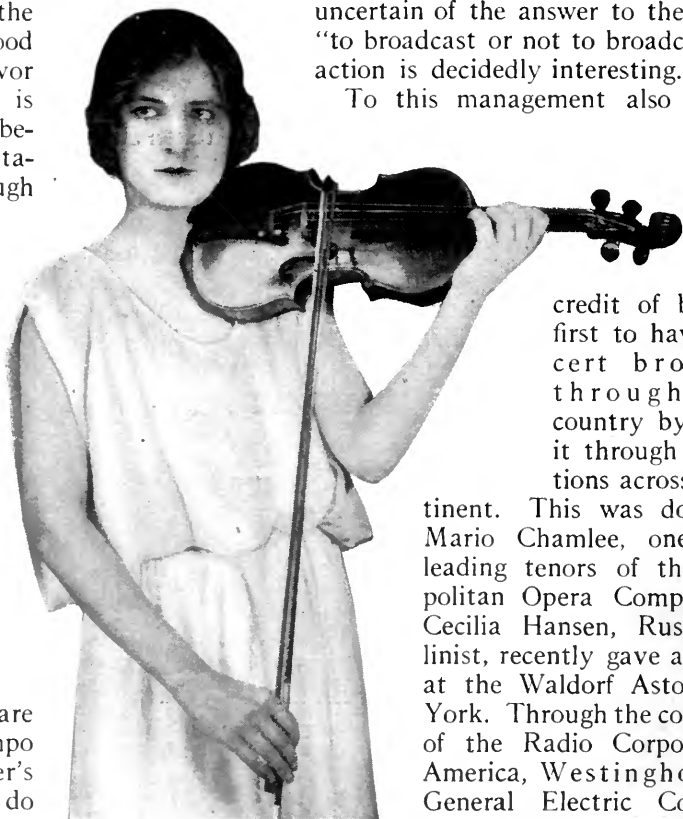 the
ood
vor
is
be-
ta-
ugh
are
npo
er's
do
uncertain of the answer to the
“to broadcast or not to broadc
action is decidedly interesting.
To this management also
credit of b
first to hav
cert bro
through
country by
it through
tions across
tinent. This was do
Mario Chamlee, one
leading tenors of th
politan Opera Comp
Cecilia Hansen, Rus
linist, recently gave a
at the Waldorf Asto
York. Through the co
of the Radio Corpo
America, Westingho
General Electric Co